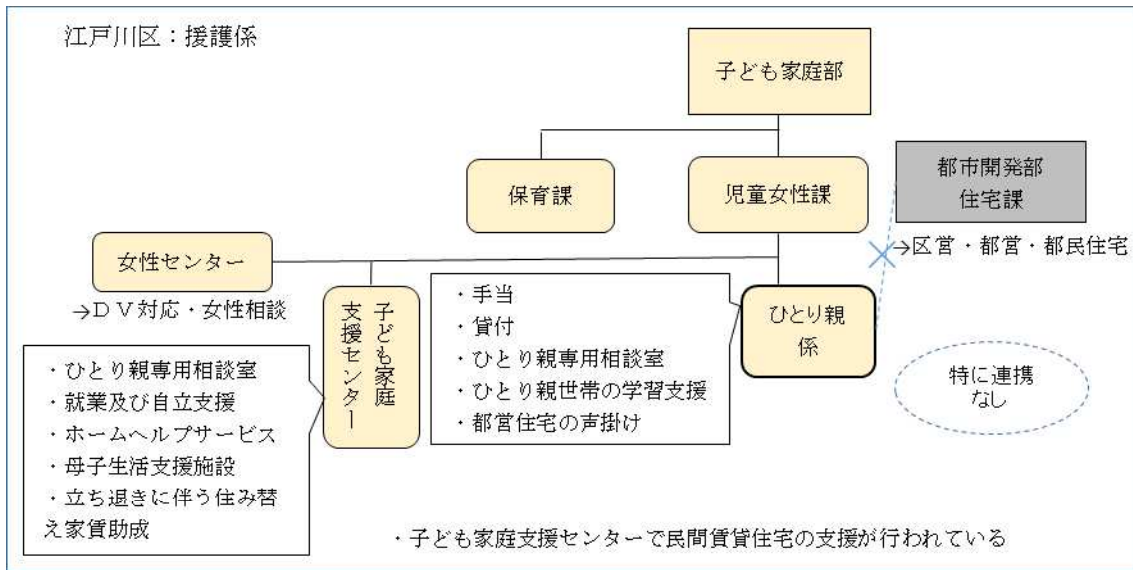 江戸川区：援護係
子ども家庭部
保育課
児童女性課
都市開発部
住宅課
→区営・都営・都民住宅
女性センター
→ＤＶ対応・女性相談
子ども家庭
支援センター
・手当
・貸付
・ひとり親専用相談室
・ひとり親世帯の学習支援
・都営住宅の声掛け
ひとり親
係
・ひとり親専用相談室
・就業及び自立支援
・ホームヘルプサービス
・母子生活支援施設
・立ち退きに伴う住み替
え家賃助成
特に連携
なし
・子ども家庭支援センターで民間賃貸住宅の支援が行われている